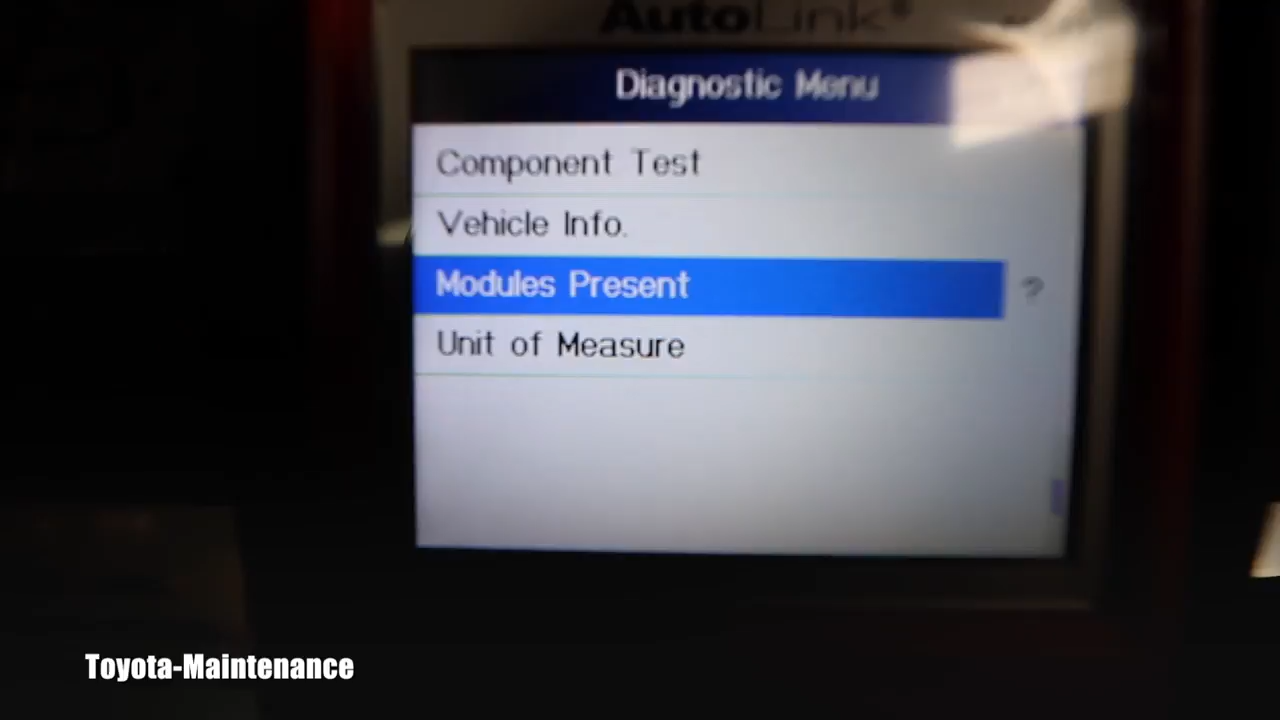 AutoLink®
Diagnostic Menu
Component Test
Vehicle Info.
Modules Present
?
Unit of Measure
Toyota-Maintenance